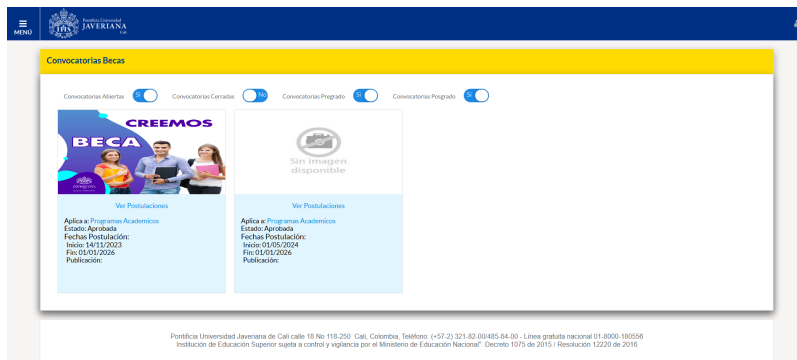 MENÚ
Pontificia Universidad
JAVERIANA
Cali
Convocatorias Becas
Convocatorias Abiertas Si Convocatorias Cerradas No Convocatorias Pregrado Si Convocatorias Posgrado Si
CREEMOS
BECA
Ver Postulaciones
Aplica a: Programas Academicos
Estado: Aprobada
Fechas Postulación:
Inicio: 14/11/2023
Fin: 01/01/2026
Publicación:
Sin imagen
disponible
Ver Postulaciones
Aplica a: Programas Academicos
Estado: Aprobada
Fechas Postulación:
Inicio: 01/05/2024
Fin: 01/01/2026
Publicación:
Pontificia Universidad Javeriana de Cali calle 18 No 118-250 Cali, Colombia, Teléfono: (+57-2) 321-82-00/485-64-00 - Línea gratuita nacional 01-8000-180556
Institución de Educación Superior sujeta a control y vigilancia por el Ministerio de Educación Nacional". Decreto 1075 de 2015 / Resolución 12220 de 2016